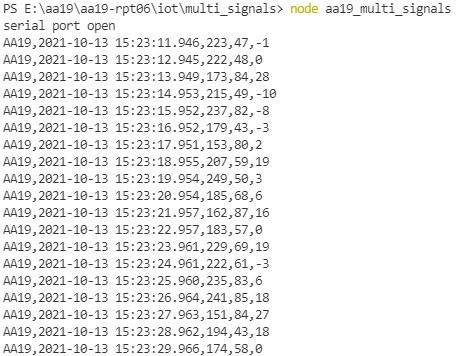 PS E:\aa19\aa19-rpt06\iot\multi_signals> node aa19_multi_signals
serial port open
AA19,2021-10-13 15:23:11.946,223,47,-1
AA19,2021-10-13 15:23:12.945,222,48,0
AA19,2021-10-13 15:23:13.949,173,84,28
AA19,2021-10-13 15:23:14.953,215,49,-10
AA19,2021-10-13 15:23:15.952,237,82,-8
AA19,2021-10-13 15:23:16.952,179,43,-3
AA19,2021-10-13 15:23:17.951,153,80,2
AA19,2021-10-13 15:23:18.955,207,59,19
AA19,2021-10-13 15:23:19.954,249,50,3
AA19,2021-10-13 15:23:20.954,185,68,6
AA19,2021-10-13 15:23:21.957,162,87,16
AA19,2021-10-13 15:23:22.957,183,57,0
AA19,2021-10-13 15:23:23.961,229,69,19
AA19,2021-10-13 15:23:24.961,222,61,-3
AA19,2021-10-13 15:23:25.960,235,83,6
AA19,2021-10-13 15:23:26.964,241,85,18
AA19,2021-10-13 15:23:27.963,151,84,27
AA19,2021-10-13 15:23:28.962,194,43,18
AA19,2021-10-13 15:23:29.966,174,58,0